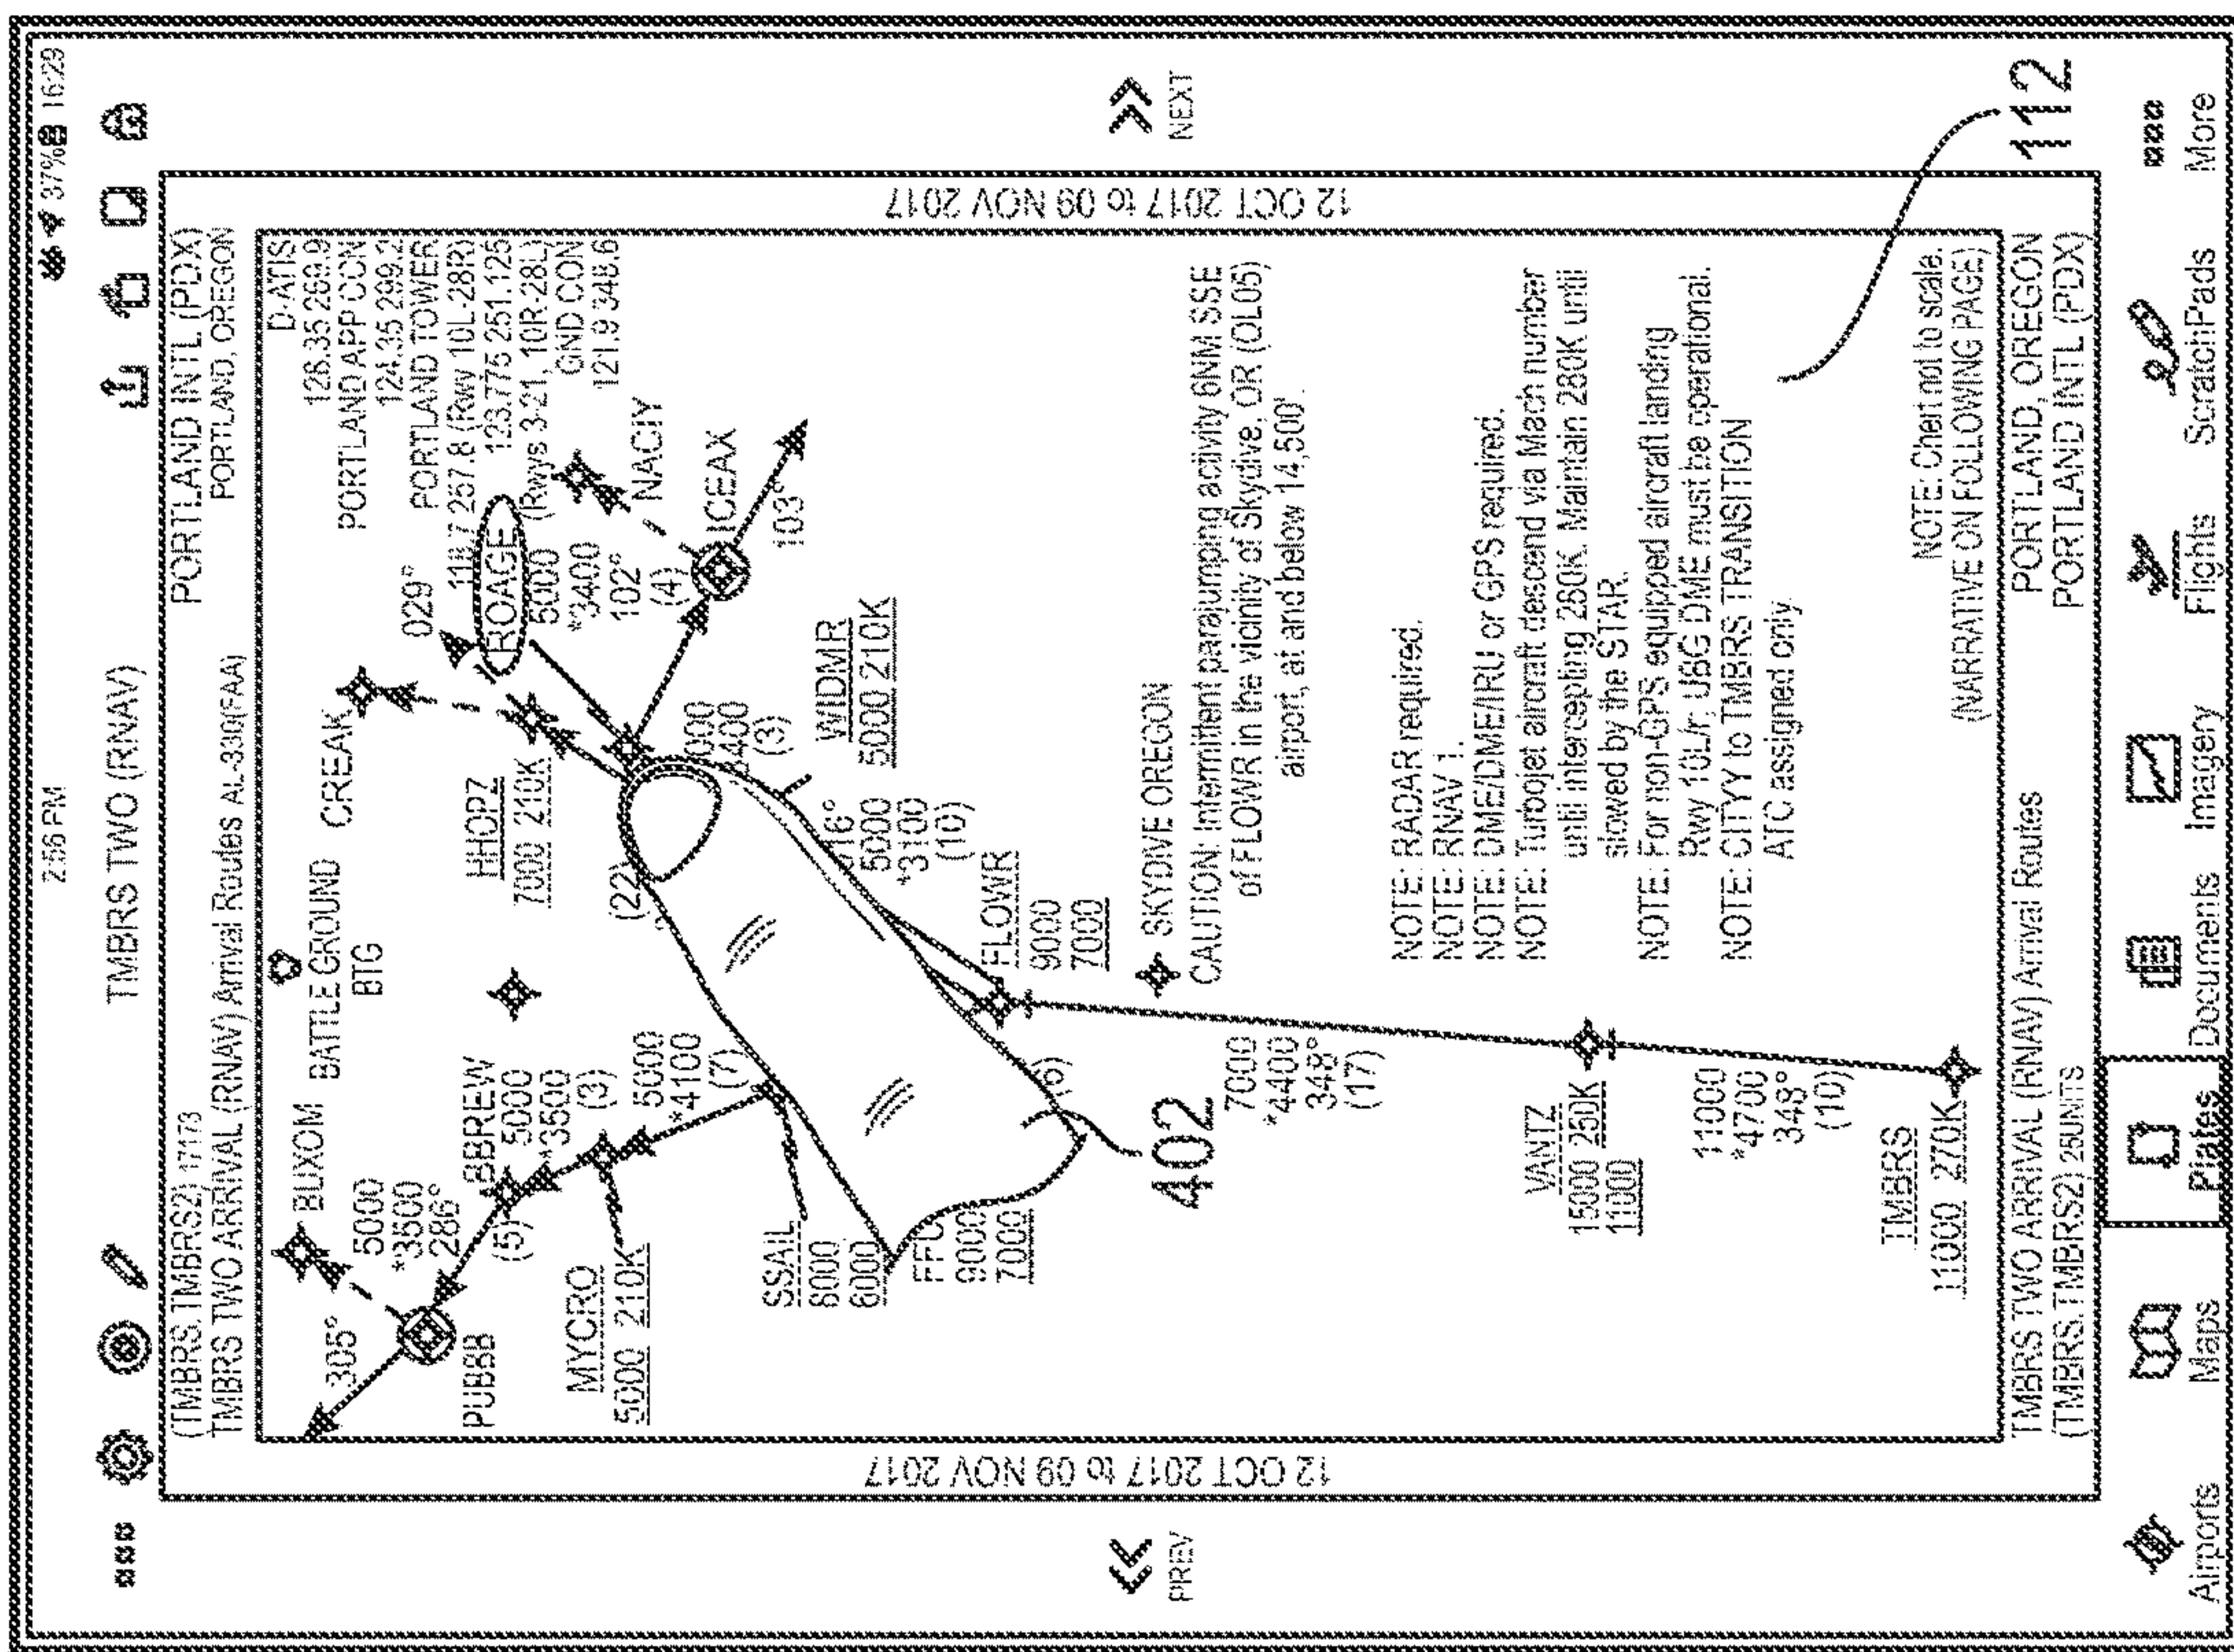 2:56 PM
37% 16:29
TMBRS TWO (RNAV)
(TMBRS.TMBRS2) 17173
PORTLAND INTL (PDX)
TMBRS TWO ARRIVAL (RNAV) Arrival Routes AL-330(FAA)
PORTLAND, OREGON
12 OCT 2017 to 09 NOV 2017
12 OCT 2017 to 09 NOV 2017
PREV
NEXT
D-ATIS
128.35 269.9
PORTLAND APP CCN
124.35 299.2
PORTLAND TOWER
118.7 257.8 (Rwy 10L-28R)
123.775 251.125
(Rwys 3-21, 10R-28L)
GND CON
121.9 348.6
305°
BUXOM
5000
*3500
286°
(5)
PUBBB
BBREW
5000
*3500
(3)
MYCRO
5000 210K
5000
*4100
(7)
SSAIL
8000
6000
9000
7000
BATTLE GROUND
BTG
CREAK
HHOPZ
7000 210K
(22)
029°
ROAGE
5000
*3400
102°
(4)
NACIY
ICEAX
103°
(3)
WIDMR
5000 210K
5000
*3100
(10)
FLOWR
9000
7000
(6)
402
SKYDIVE OREGON
CAUTION: Intermittent parajumping activity 6NM SSE
of FLOWR in the vicinity of Skydive, OR (OL05)
airport, at and below 14,500'.
7000
*4400
348°
(17)
VANTZ
15000 250K
11000
11000
*4700
348°
(10)
TMBRS
11000 270K
NOTE: RADAR required.
NOTE: RNAV 1.
NOTE: DME/DME/IRU or GPS required.
NOTE: Turbojet aircraft descend via Mach number
until intercepting 280K. Maintain 280K until
slowed by the STAR.
NOTE: For non-GPS equipped aircraft landing
Rwy 10L/r: UBG DME must be operational.
NOTE: CITYY to TMBRS TRANSITION
ATC assigned only.
NOTE: Chart not to scale.
(NARRATIVE ON FOLLOWING PAGE)
112
TMBRS TWO ARRIVAL (RNAV) Arrival Routes
PORTLAND, OREGON
(TMBRS.TMBRS2) 25UNITS
PORTLAND INTL (PDX)
Airports
Maps
Plates
Documents
Imagery
Flights
ScratchPads
More